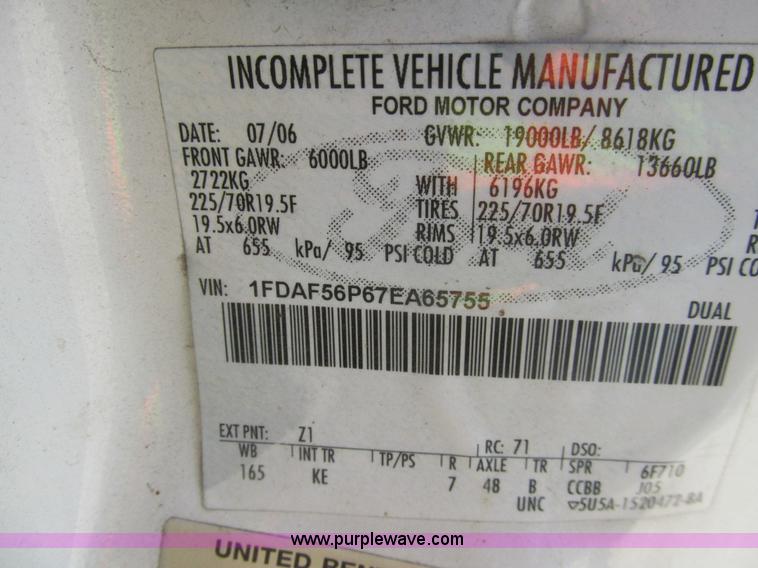 INCOMPLETE VEHICLE MANUFACTURED
FORD MOTOR COMPANY
DATE: 07/06 GVWR: 19000LB/ 8618KG
FRONT GAWR: 6000LB REAR GAWR: 13660LB
2722KG WITH 6196KG
225/70R19.5F TIRES 225/70R19.5F
19.5x6.0RW RIMS 19.5x6.0RW
AT 655 kPa/ 95 PSI COLD AT 655 kPa/ 95 PSI CO
VIN: 1FDAF56P67EA65755
DUAL
EXT PNT: Z1 RC: 71 DSO:
WB INT TR TP/PS R AXLE TR SPR 6F710
165 KE 7 48 B CCBB J05
UNC 5U5A-1520472-BA
www.purplewave.com
UNITED REN